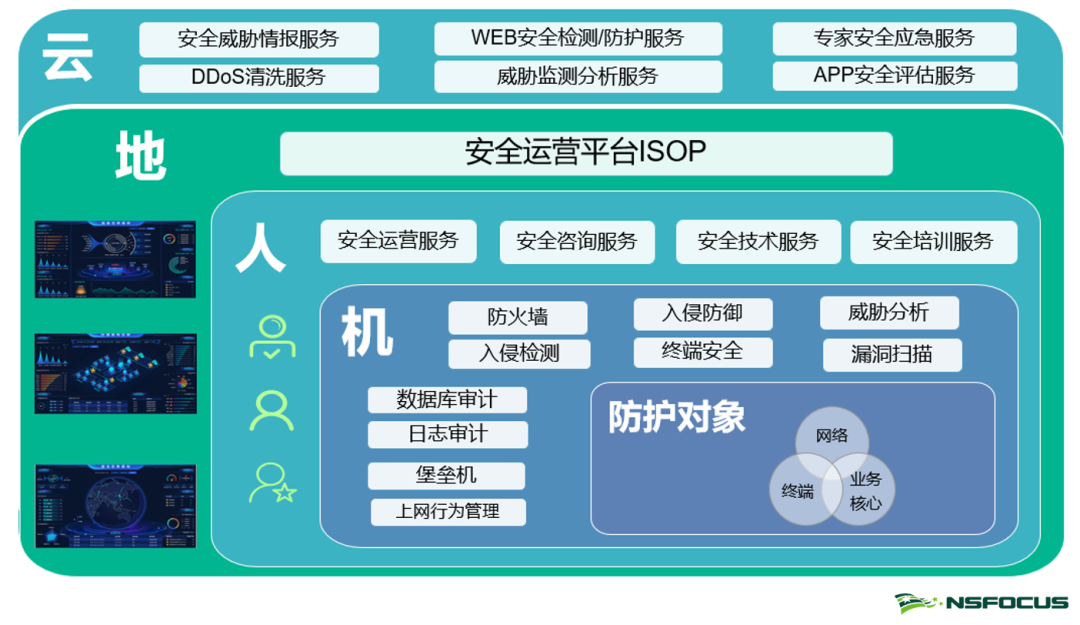 云
安全威胁情报服务
WEB安全检测/防护服务
专家安全应急服务
DDoS清洗服务
威胁监测分析服务
APP安全评估服务
地
安全运营平台ISOP
人
安全运营服务
安全咨询服务
安全技术服务
安全培训服务
机
防火墙
入侵防御
威胁分析
入侵检测
终端安全
漏洞扫描
数据库审计
日志审计
堡垒机
上网行为管理
防护对象
网络
终端
业务
核心
NSFOCUS